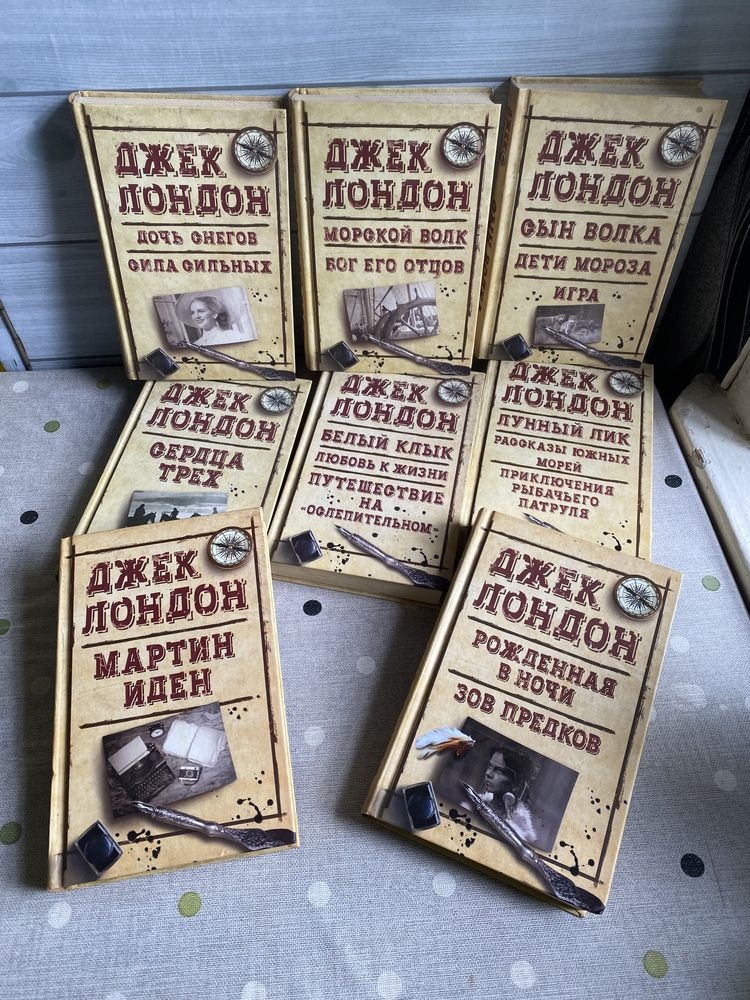 ДЖЕК
ЛОНДОН
ДОЧЬ СНЕГОВ
СИЛА СИЛЬНЫХ
ДЖЕК
ЛОНДОН
МОРСКОЙ ВОЛК
БОГ ЕГО ОТЦОВ
ДЖЕК
ЛОНДОН
СЫН ВОЛКА
ДЕТИ МОРОЗА
ИГРА
ДЖЕК
ЛОНДОН
СЕРДЦА
ТРЕХ
ДЖЕК
ЛОНДОН
БЕЛЫЙ КЛЫК
ЛЮБОВЬ К ЖИЗНИ
ПУТЕШЕСТВИЕ
НА
«ОСЛЕПИТЕЛЬНОМ»
ДЖЕК
ЛОНДОН
ЛУННЫЙ ЛИК
РАССКАЗЫ ЮЖНЫХ
МОРЕЙ
ПРИКЛЮЧЕНИЯ
РЫБАЧЬЕГО
ПАТРУЛЯ
ДЖЕК
ЛОНДОН
МАРТИН
ИДЕН
ДЖЕК
ЛОНДОН
РОЖДЕННАЯ
В НОЧИ
ЗОВ ПРЕДКОВ